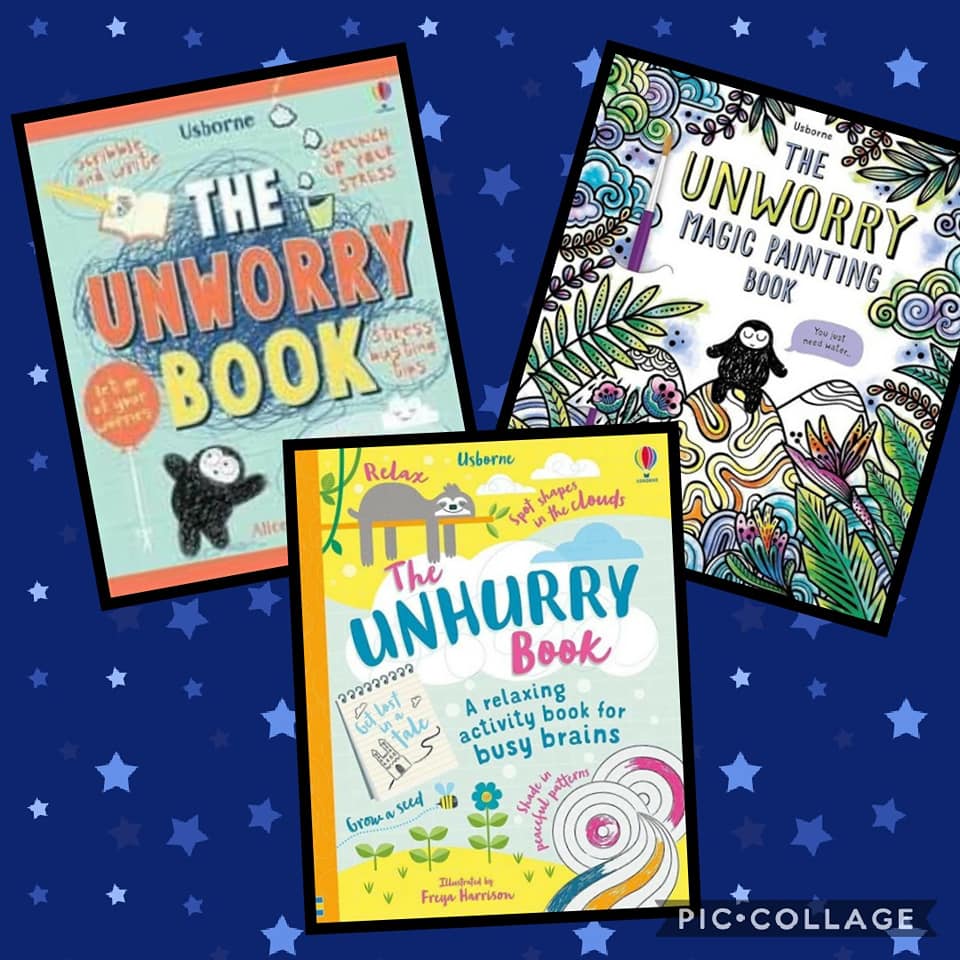 Usborne
scribble
and write
SCRUNCH
UP YOUR
STRESS
THE
UNWORRY
BOOK
stress
busting
tips
let go
of your
worries
Alice
Usborne
THE
UNWORRY
MAGIC PAINTING
BOOK
You just
need water...
Relax
Usborne
USBORNE
Spot shapes
in the clouds
The
UNHURRY
Book
Get lost
in a
tale
A relaxing
activity book for
busy brains
Grow a seed
Shade in
peaceful patterns
Illustrated by
Freya Harrison
PIC•COLLAGE